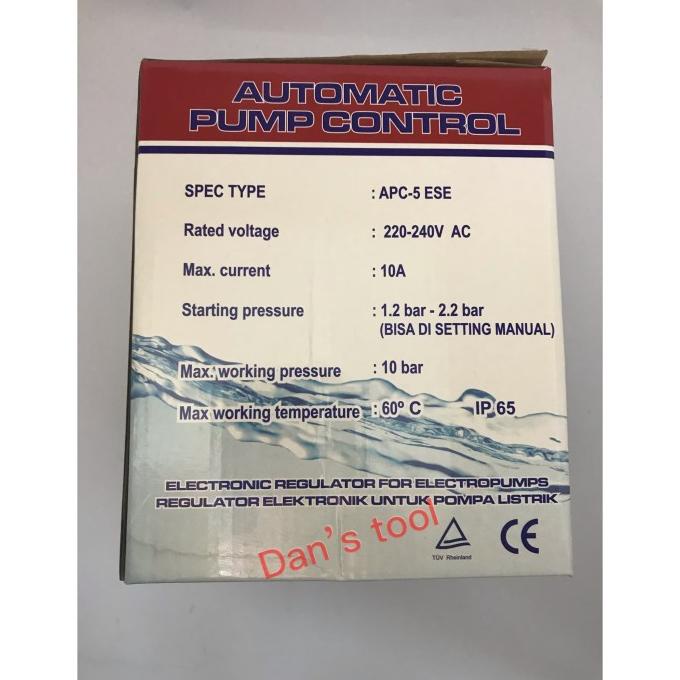 AUTOMATIC
PUMP CONTROL
SPEC TYPE : APC-5 ESE
Rated voltage : 220-240V AC
Max. current : 10A
Starting pressure : 1.2 bar - 2.2 bar
(BISA DI SETTING MANUAL)
Max. working pressure : 10 bar
Max working temperature : 60º C IP 65
ELECTRONIC REGULATOR FOR ELECTROPUMPS
REGULATOR ELEKTRONIK UNTUK POMPA LISTRIK
Dan's tool
TÜV Rheinland
CE